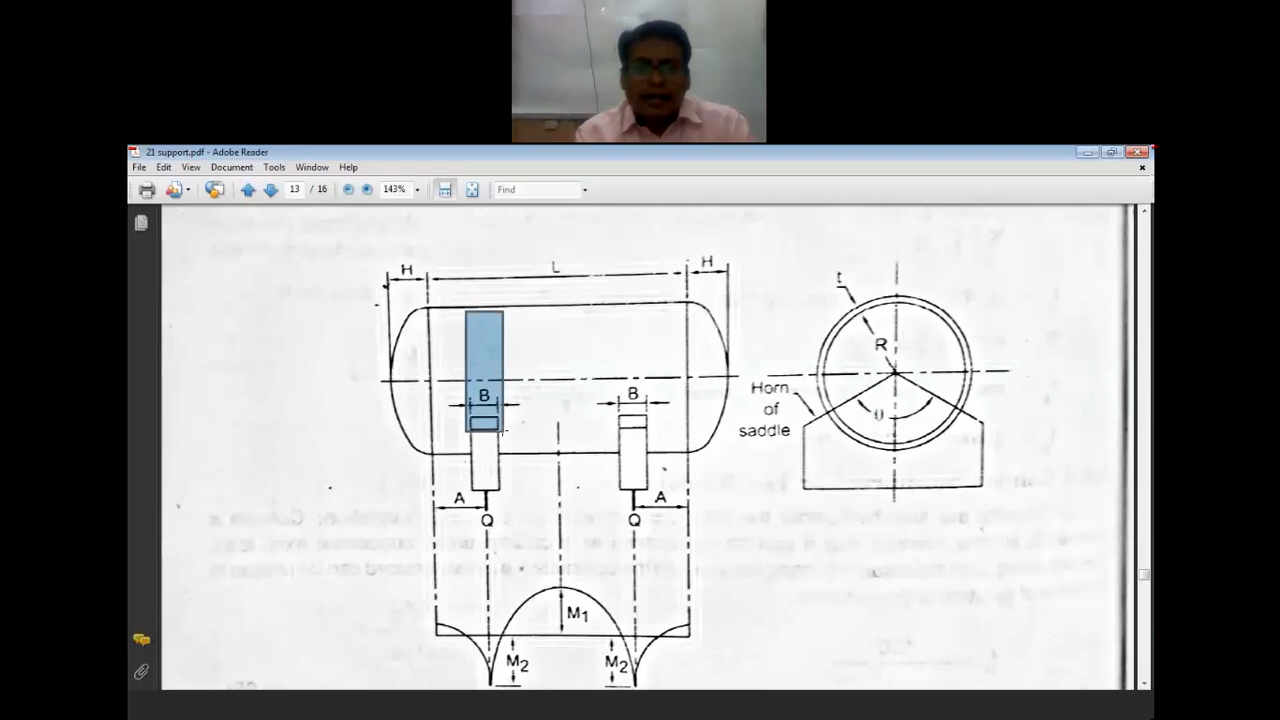 21 support.pdf - Adobe Reader
File Edit View Document Tools Window Help
13 / 16 143% Find
H L H
t
R
B B
Horn
of
saddle
θ
A A
Q Q
M1
M2 M2